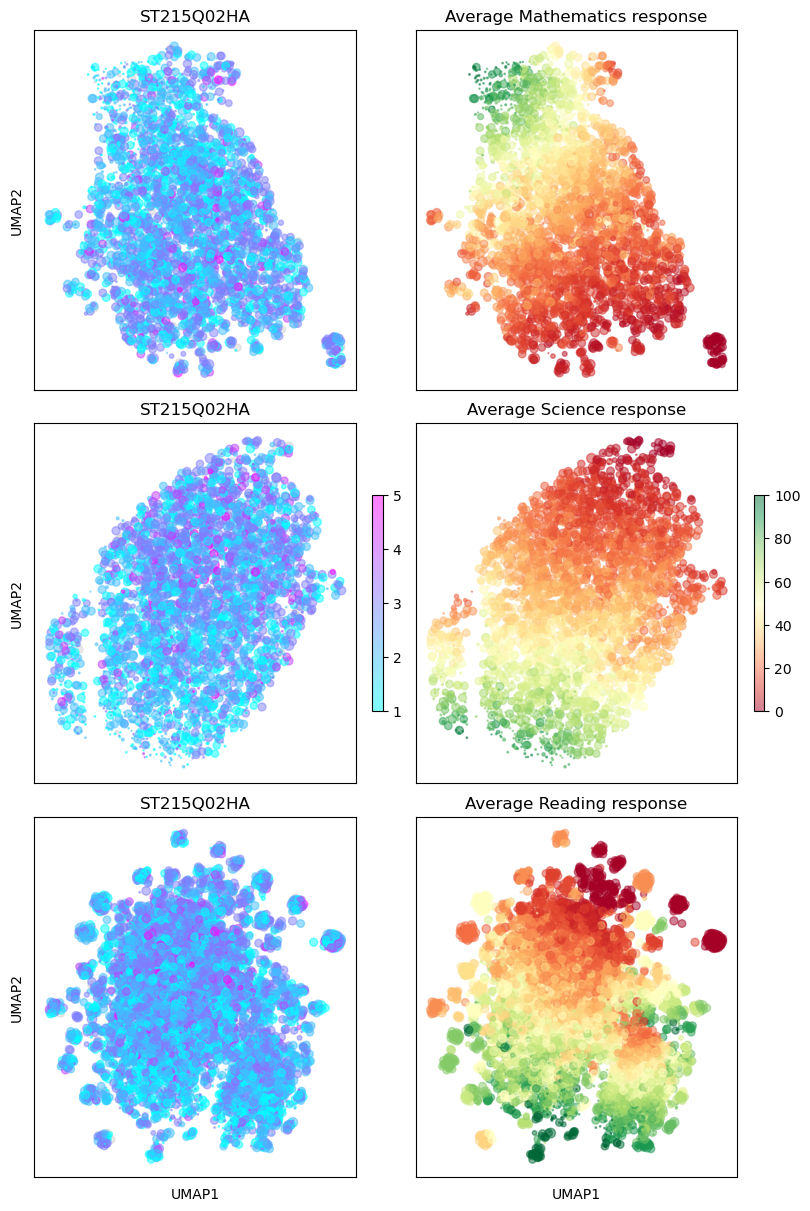 ST215Q02HA
Average Mathematics response
UMAP2
ST215Q02HA
Average Science response
UMAP2
5
4
3
2
1
100
80
60
40
20
0
ST215Q02HA
Average Reading response
UMAP2
UMAP1
UMAP1